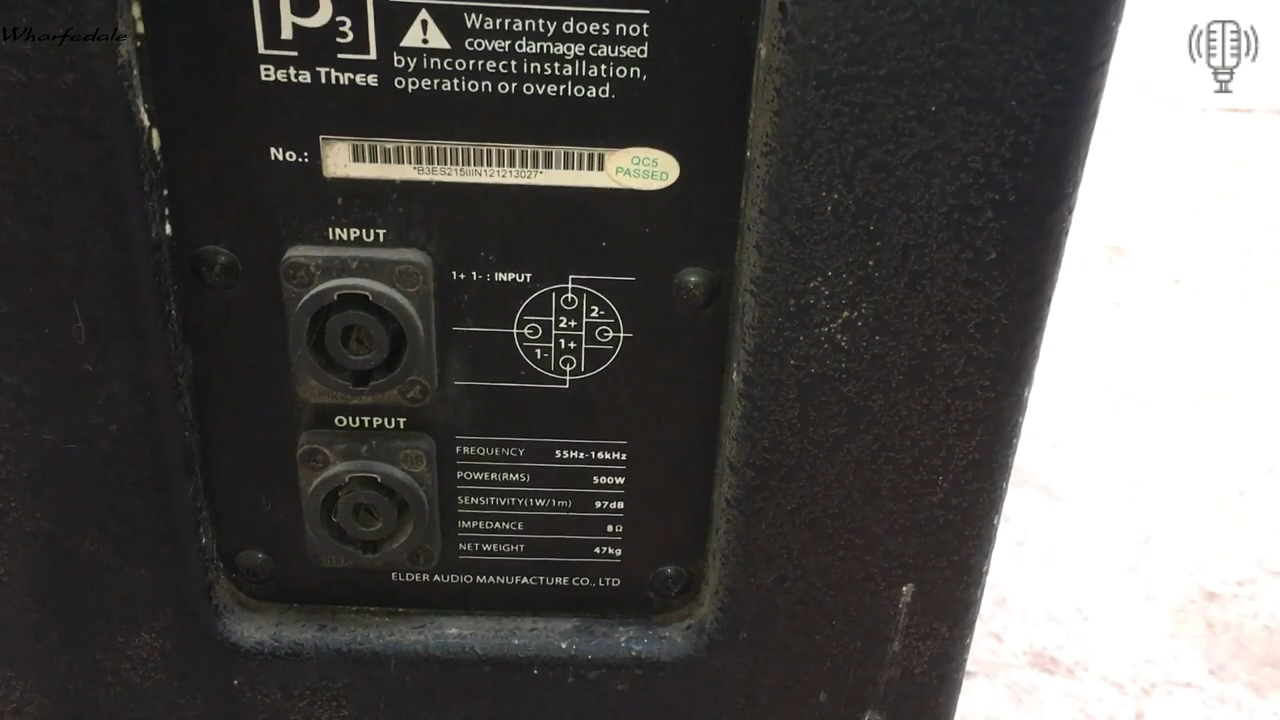 Wharfedale
β3
Beta Three
Warranty does not
cover damage caused
by incorrect installation,
operation or overload.
No.:
*B3ES215IIIN121213027*
QC5
PASSED
INPUT
1+ 1- : INPUT
2-
2+
1+
1-
OUTPUT
FREQUENCY 55Hz-16kHz
POWER(RMS) 500W
SENSITIVITY(1W/1m) 97dB
IMPEDANCE 8Ω
NET WEIGHT 47kg
ELDER AUDIO MANUFACTURE CO., LTD